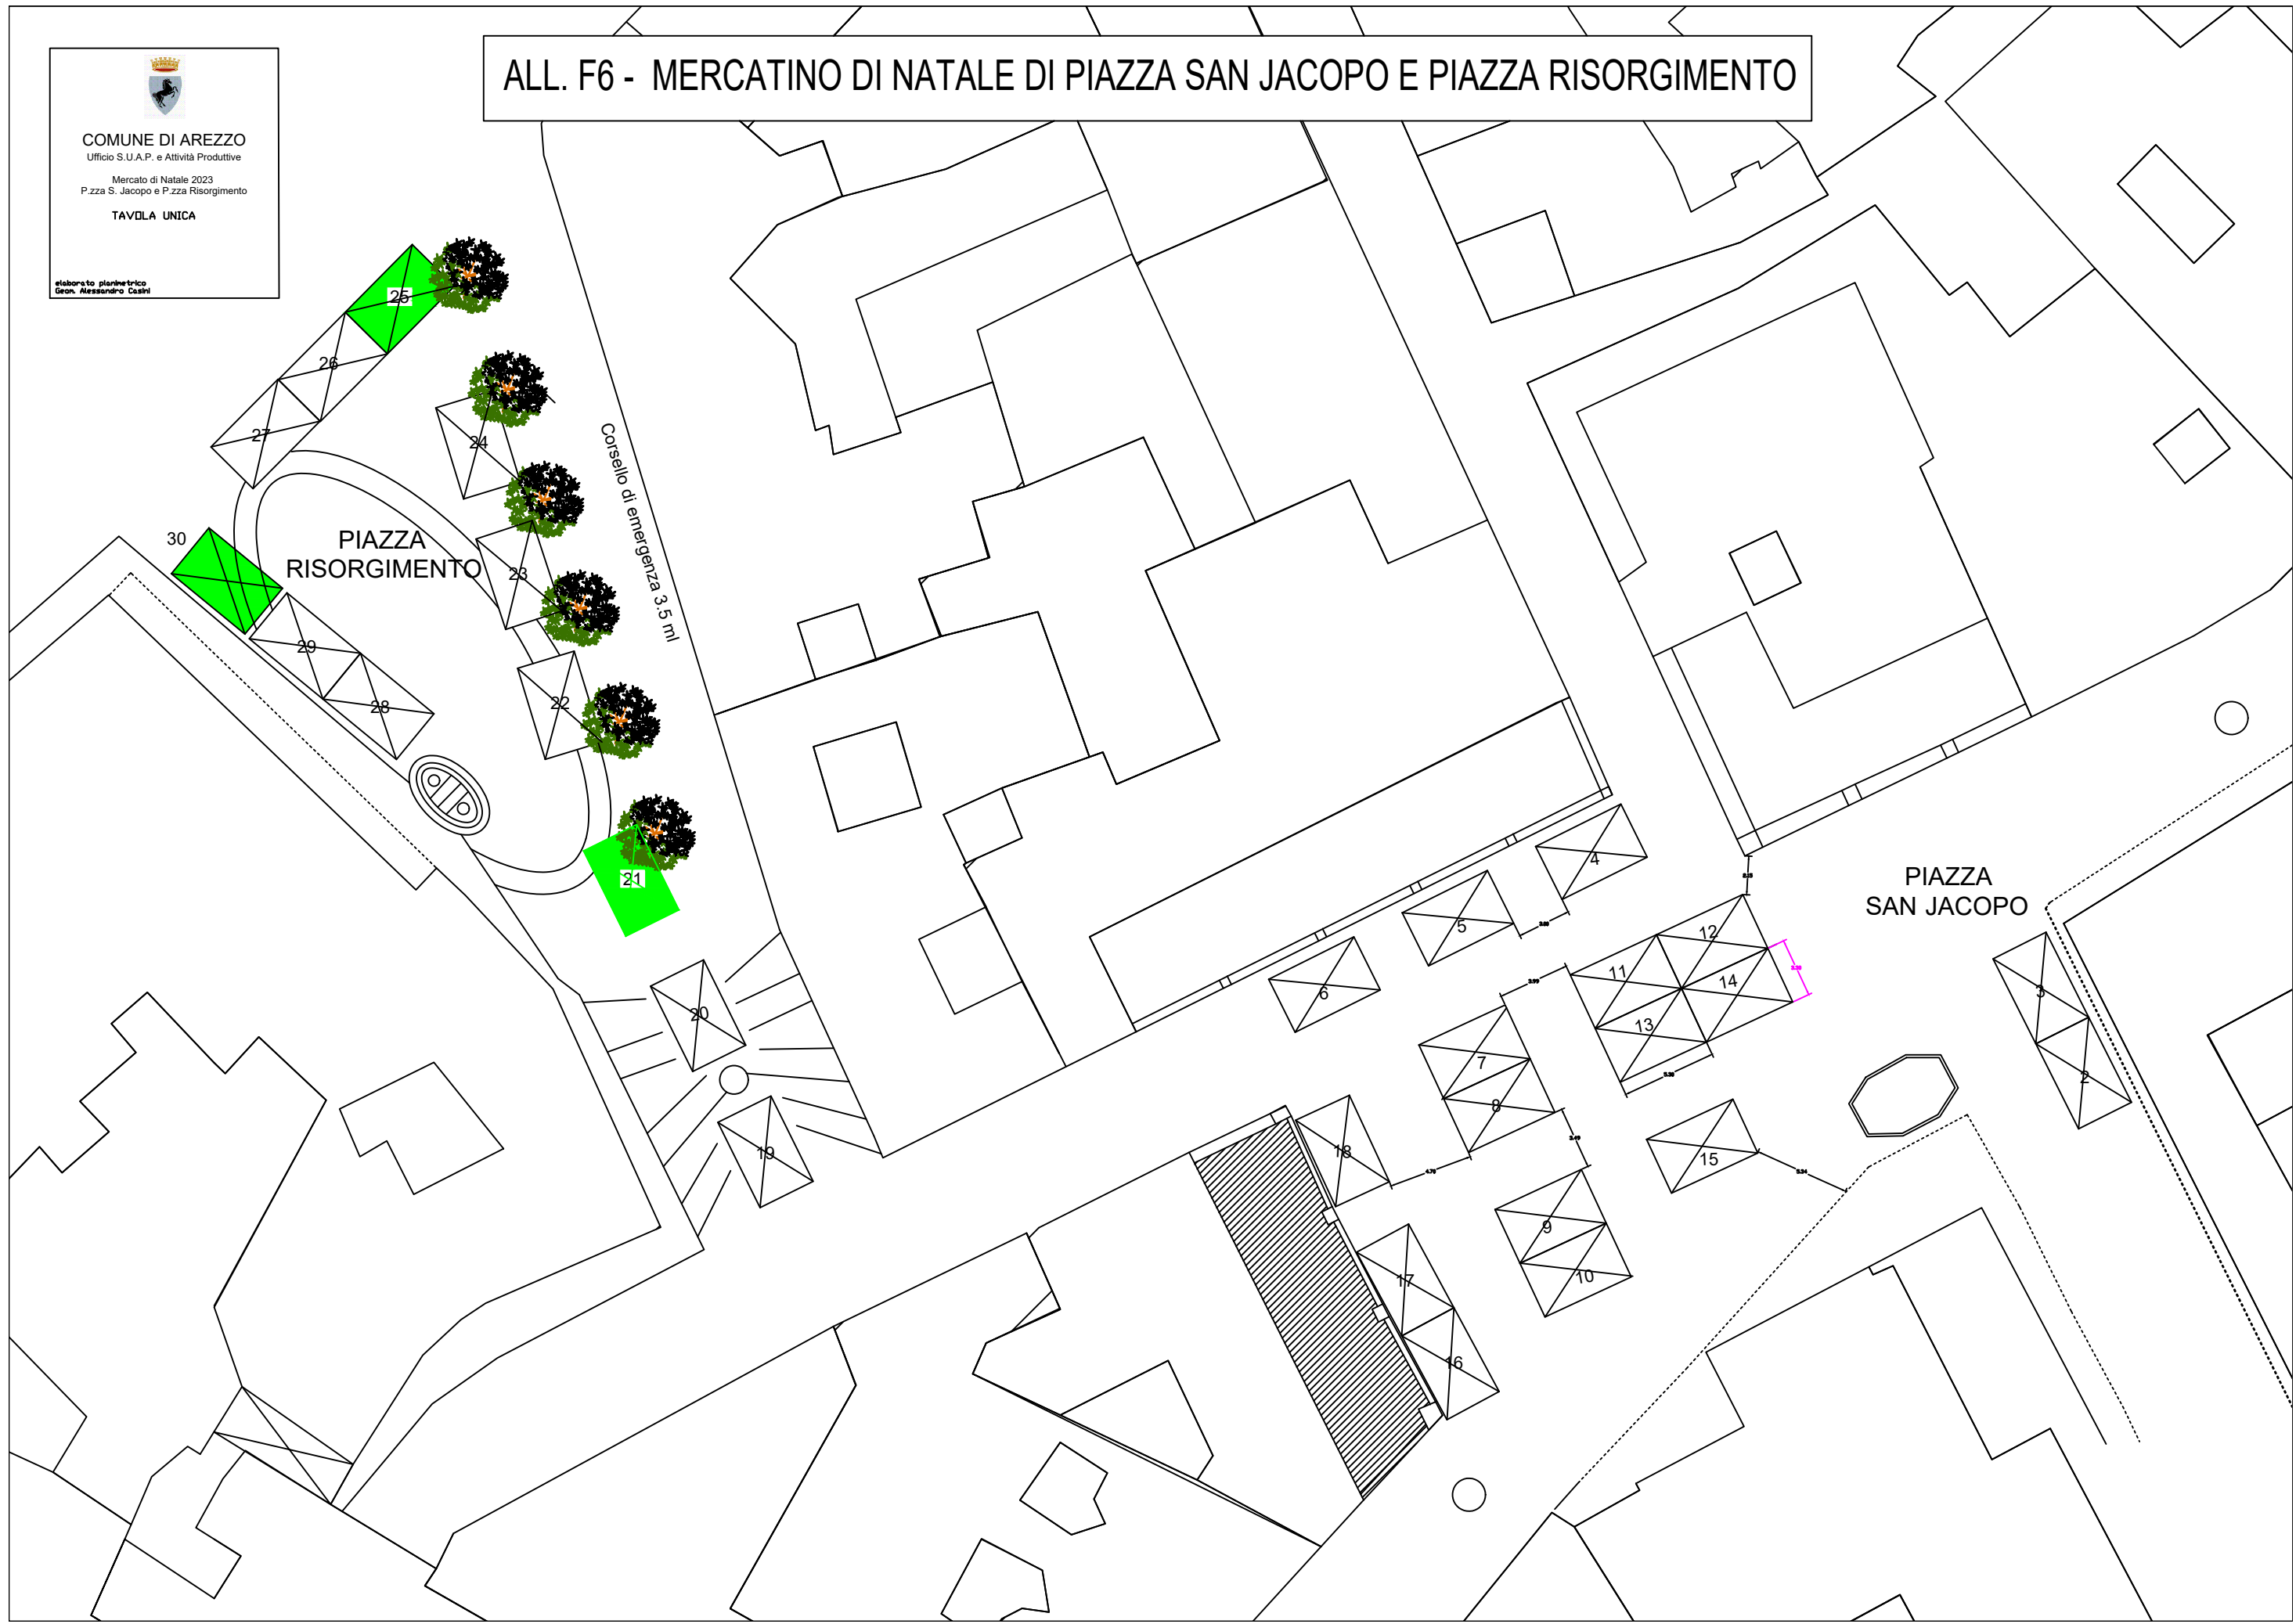 ALL. F6 - MERCATINO DI NATALE DI PIAZZA SAN JACOPO E PIAZZA RISORGIMENTO
COMUNE DI AREZZO
Ufficio S.U.A.P. e Attività Produttive
Mercato di Natale 2023
P.zza S. Jacopo e P.zza Risorgimento
TAVOLA UNICA
elaborato planimetrico
Geom. Alessandro Casini
25
26
27
24
Corsello di emergenza 3.5 ml
30
PIAZZA
RISORGIMENTO
23
29
28
22
21
20
19
4
5
6
PIAZZA
SAN JACOPO
12
11
14
13
3
2
7
8
15
18
9
10
17
16